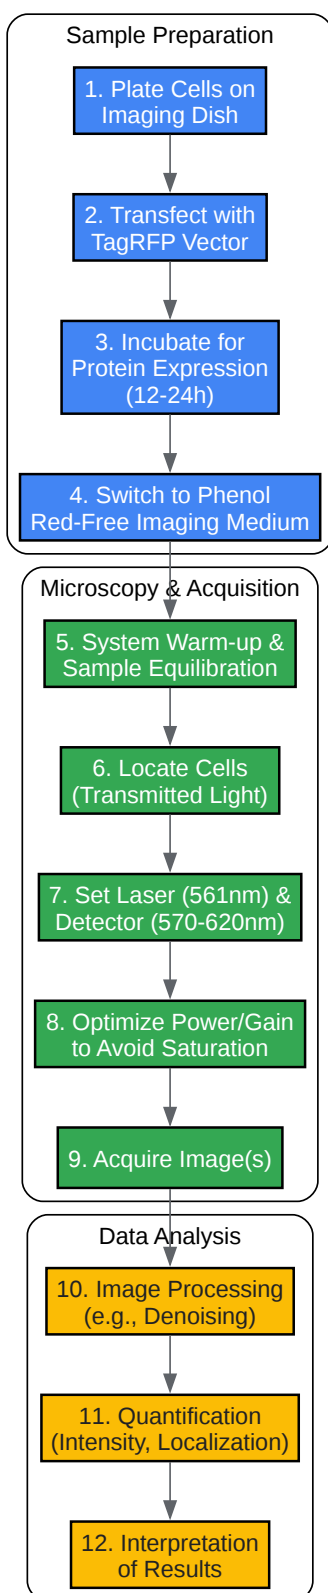 Sample Preparation
1. Plate Cells on
Imaging Dish
2. Transfect with
TagRFP Vector
3. Incubate for
Protein Expression
(12-24h)
4. Switch to Phenol
Red-Free Imaging Medium
Microscopy & Acquisition
5. System Warm-up &
Sample Equilibration
6. Locate Cells
(Transmitted Light)
7. Set Laser (561nm) &
Detector (570-620nm)
8. Optimize Power/Gain
to Avoid Saturation
9. Acquire Image(s)
Data Analysis
10. Image Processing
(e.g., Denoising)
11. Quantification
(Intensity, Localization)
12. Interpretation
of Results